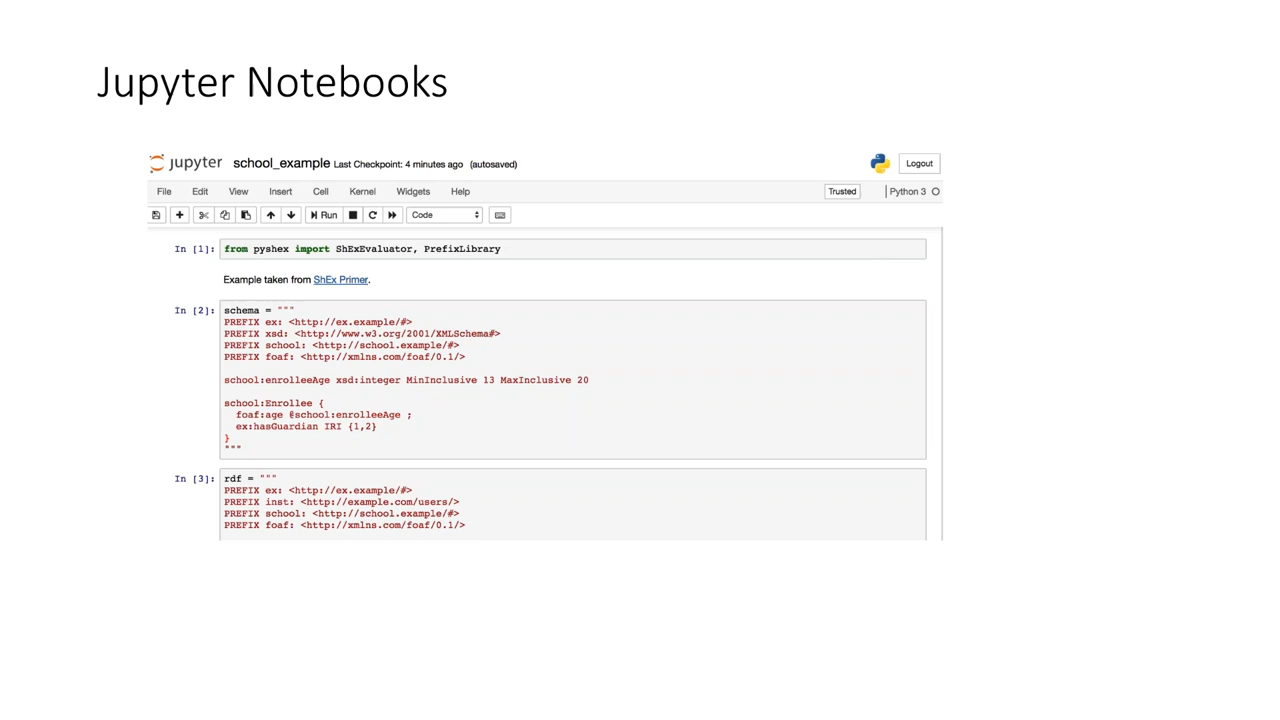 Jupyter Notebooks
jupyter school_example Last Checkpoint: 4 minutes ago (autosaved) Logout
File Edit View Insert Cell Kernel Widgets Help Trusted Python 3
Run Code
In [1]: from pyshex import ShExEvaluator, PrefixLibrary
Example taken from ShEx Primer.
In [2]: schema = """
PREFIX ex: <http://ex.example/#>
PREFIX xsd: <http://www.w3.org/2001/XMLSchema#>
PREFIX school: <http://school.example/#>
PREFIX foaf: <http://xmlns.com/foaf/0.1/>
school:enrolleeAge xsd:integer MinInclusive 13 MaxInclusive 20
school:Enrollee {
foaf:age @school:enrolleeAge ;
ex:hasGuardian IRI {1,2}
}
"""
In [3]: rdf = """
PREFIX ex: <http://ex.example/#>
PREFIX inst: <http://example.com/users/>
PREFIX school: <http://school.example/#>
PREFIX foaf: <http://xmlns.com/foaf/0.1/>